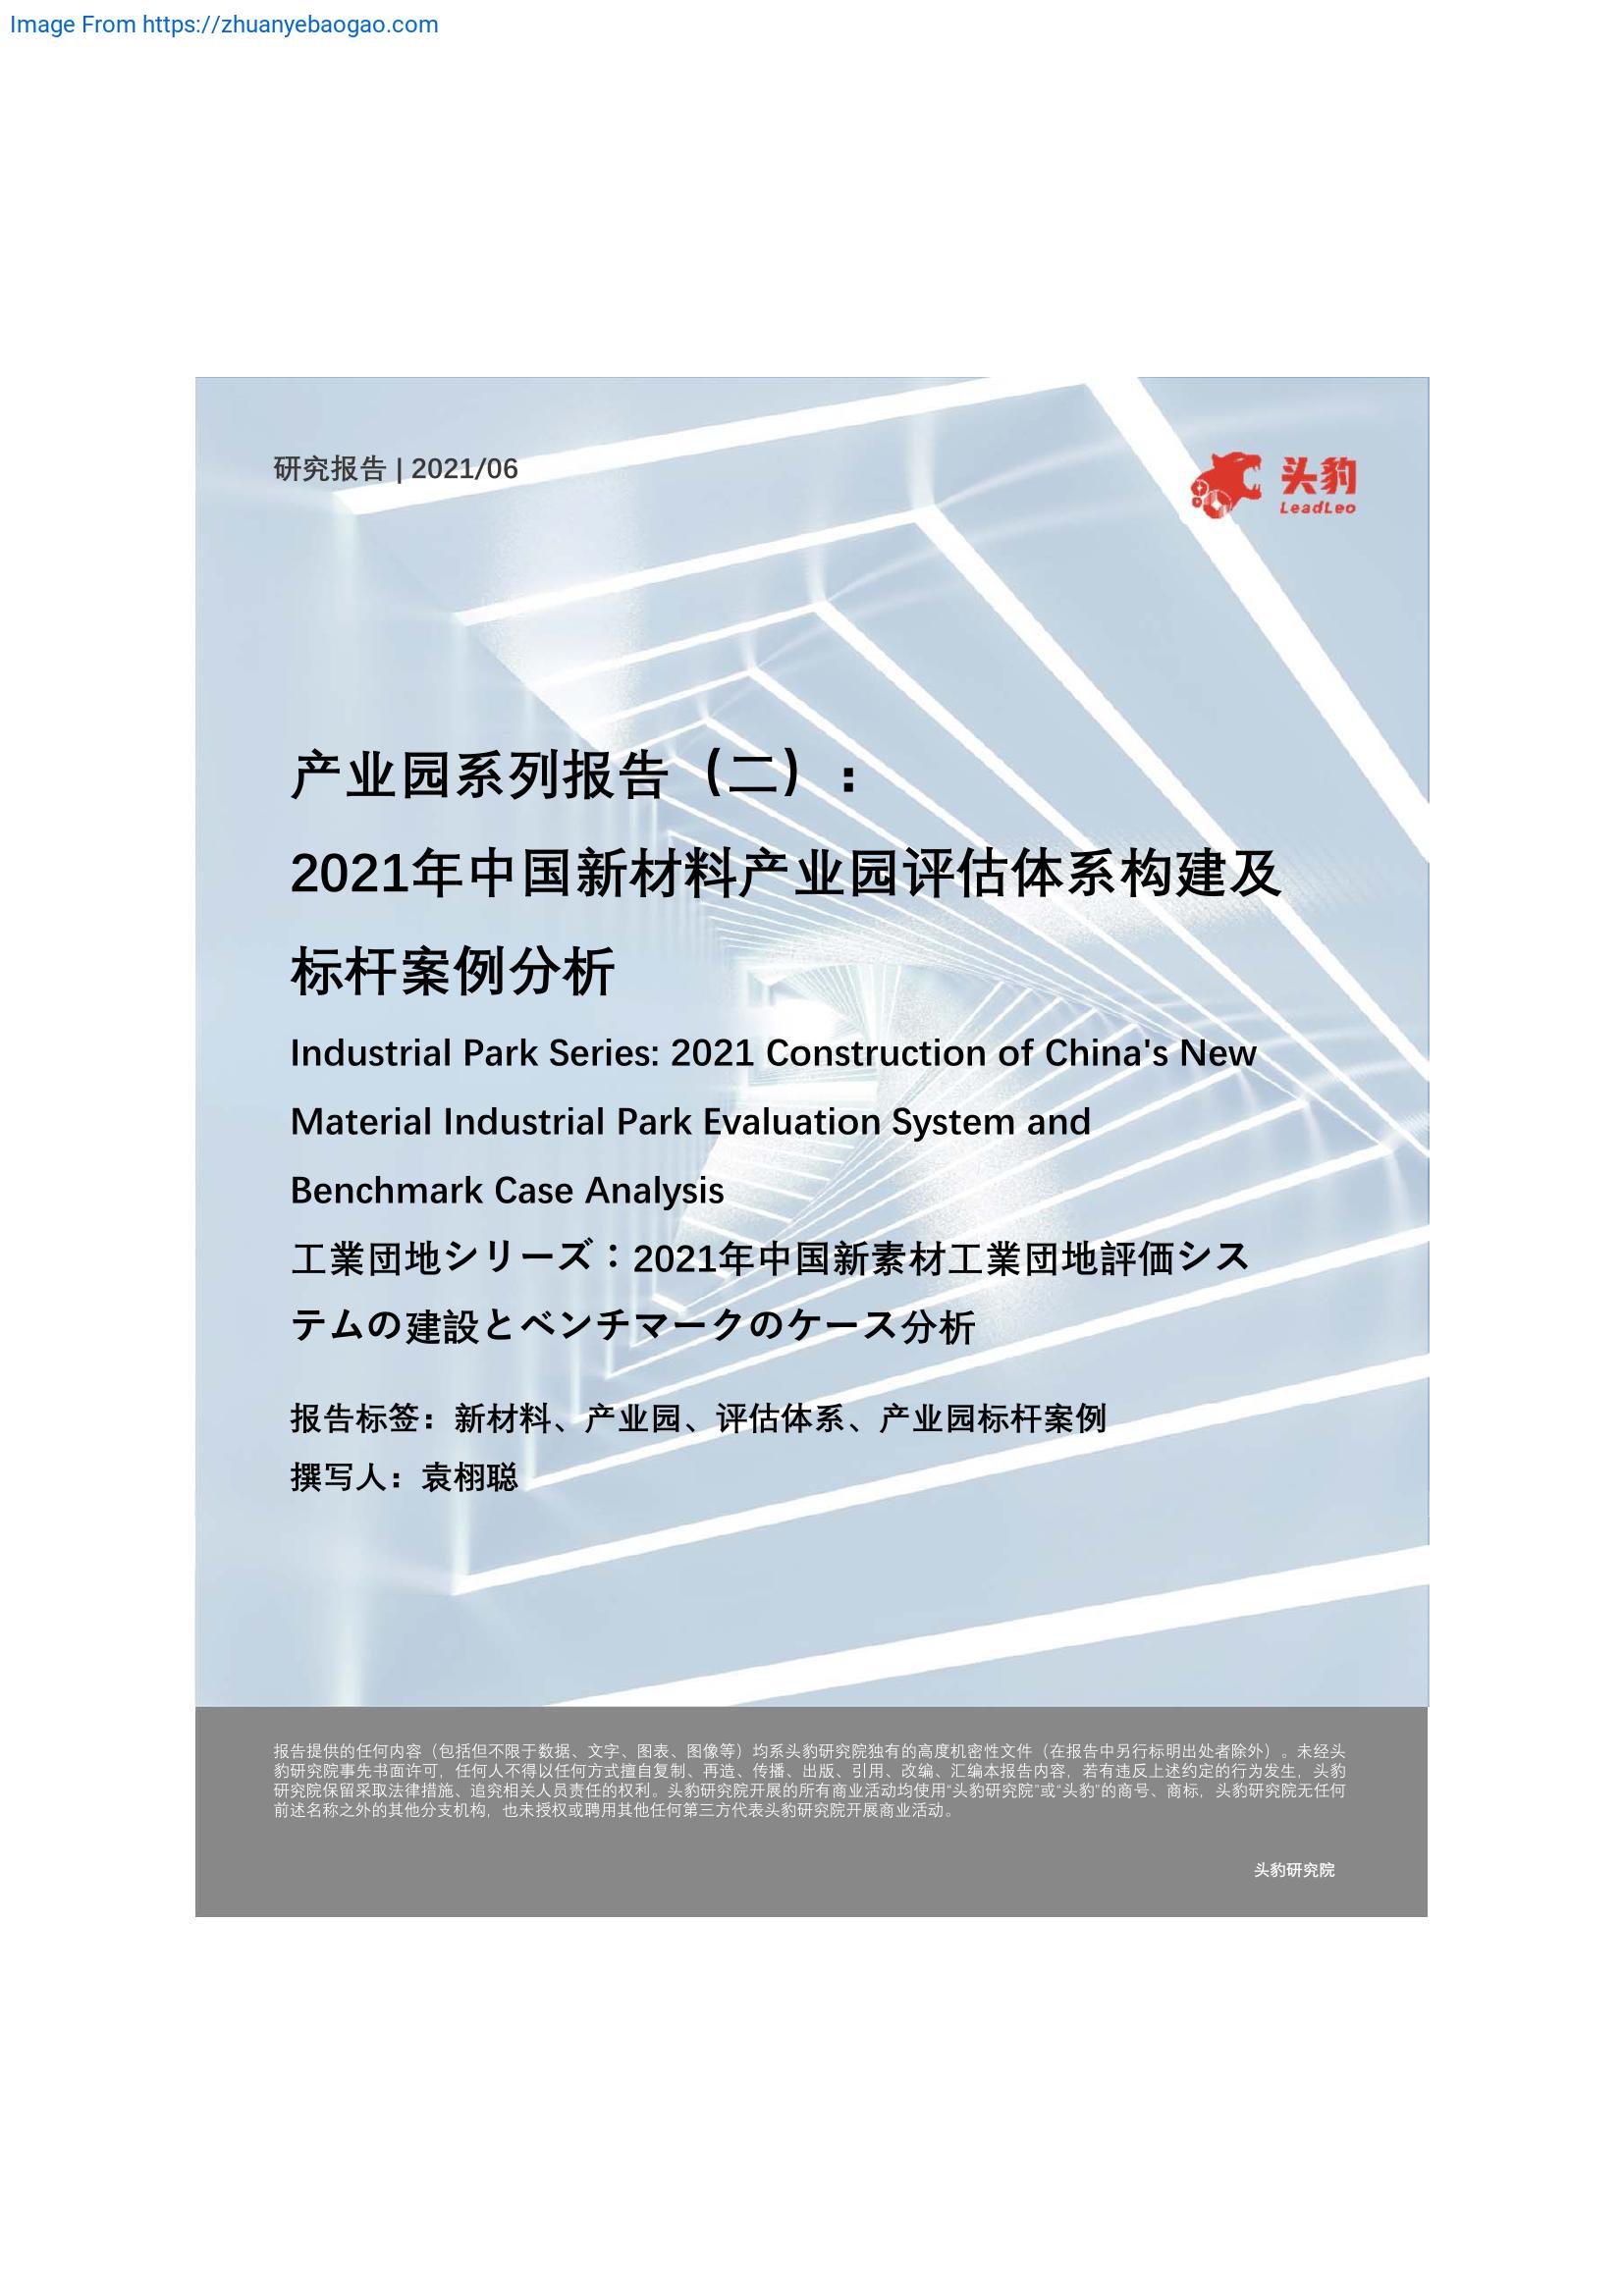 Image From https://zhuanyebaogao.com
研究报告 | 2021/06
头豹
LeadLeo
产业园系列报告（二）:
2021年中国新材料产业园评估体系构建及
标杆案例分析
Industrial Park Series: 2021 Construction of China's New
Material Industrial Park Evaluation System and
Benchmark Case Analysis
工業団地シリーズ：2021年中国新素材工業団地評価シス
テムの建設とベンチマークのケース分析
报告标签：新材料、产业园、评估体系、产业园标杆案例
撰写人：袁栩聪
报告提供的任何内容（包括但不限于数据、文字、图表、图像等）均系头豹研究院独有的高度机密性文件（在报告中另行标明出处者除外）。未经头
豹研究院事先书面许可，任何人不得以任何方式擅自复制、再造、传播、出版、引用、改编、汇编本报告内容，若有违反上述约定的行为发生，头豹
研究院保留采取法律措施、追究相关人员责任的权利。头豹研究院开展的所有商业活动均使用“头豹研究院”或“头豹”的商号、商标，头豹研究院无任何
前述名称之外的其他分支机构，也未授权或聘用其他任何第三方代表头豹研究院开展商业活动。
头豹研究院